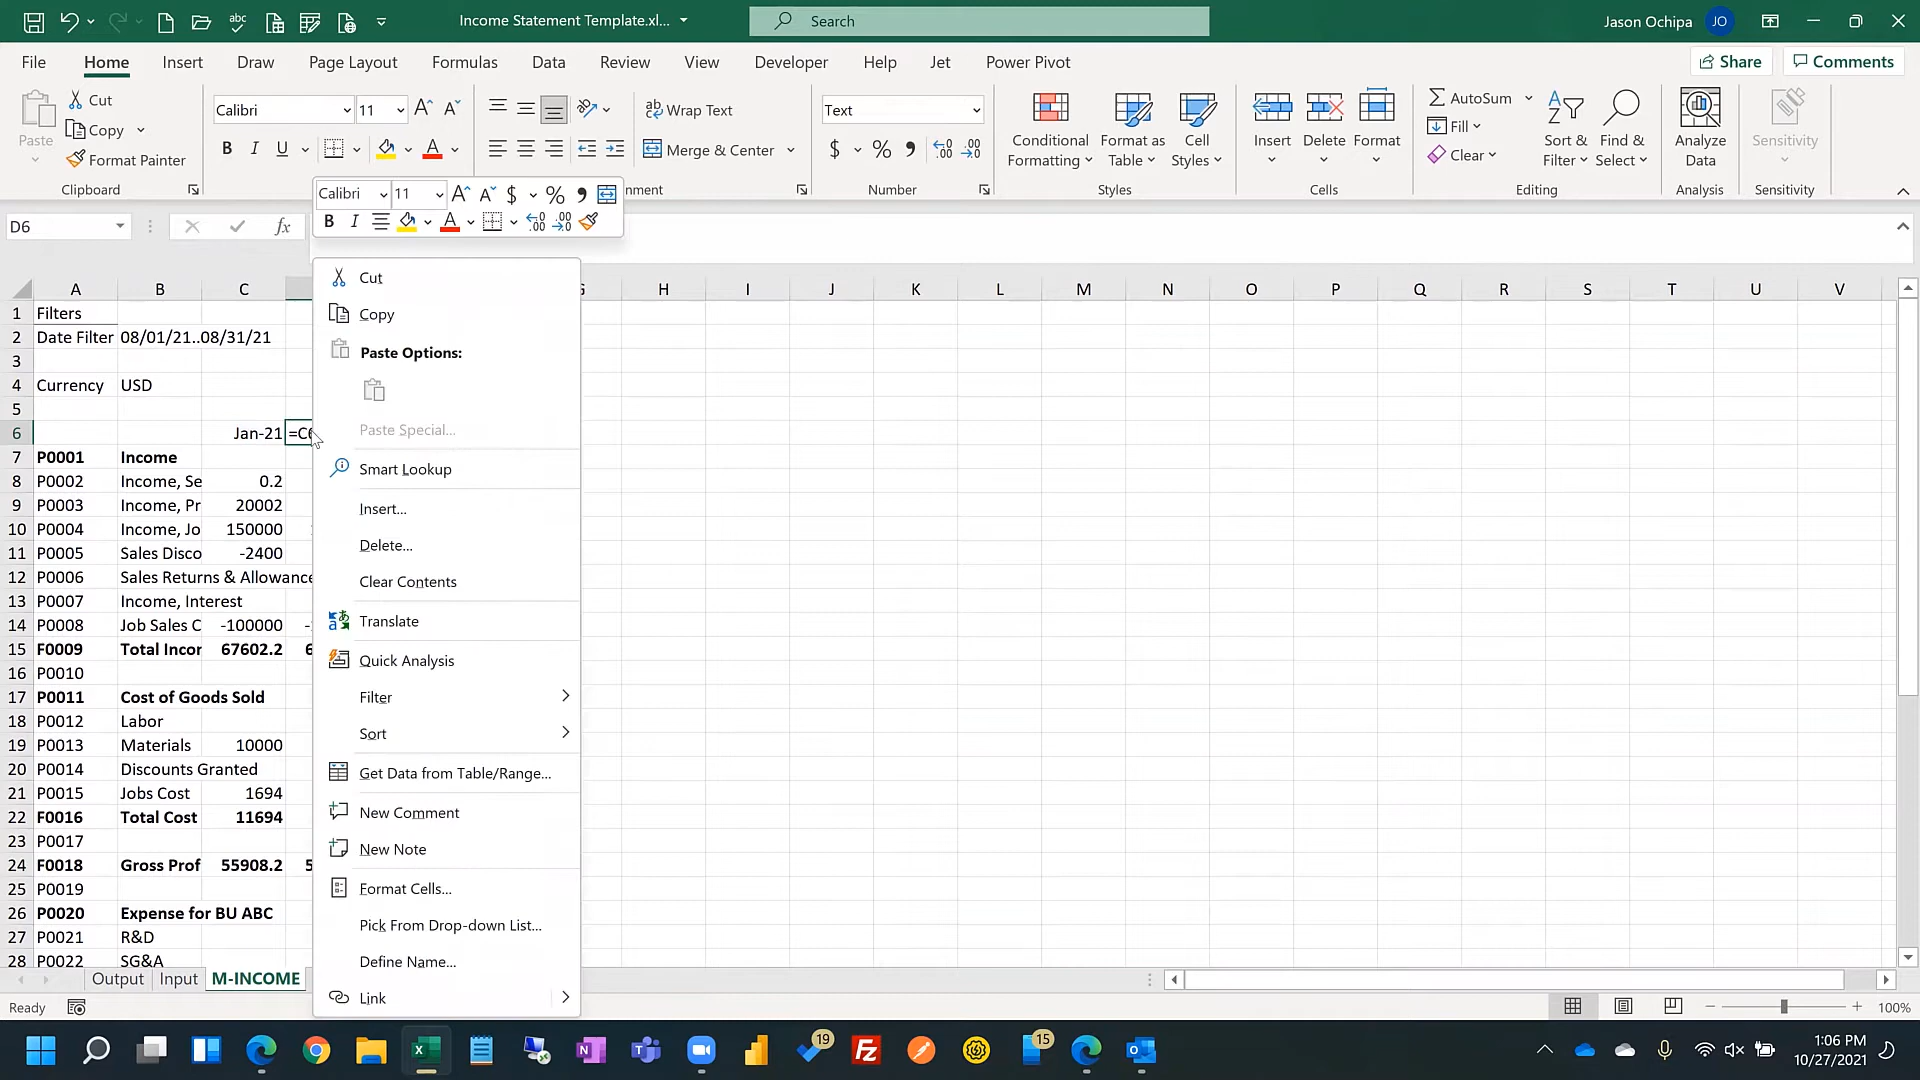 Income Statement Template.xl...
Search
Jason Ochipa
JO
File Home Insert Draw Page Layout Formulas Data Review View Developer Help Jet Power Pivot
Share
Comments
Paste
Cut
Copy
Format Painter
Clipboard
Calibri 11
B I U
Wrap Text
Merge & Center
Text
Number
Conditional Formatting
Format as Table
Cell Styles
Styles
Insert Delete Format
Cells
AutoSum
Fill
Clear
Sort & Filter
Find & Select
Editing
Analyze Data
Analysis
Sensitivity
Sensitivity
Calibri 11
B I
D6
fx
A B C G H I J K L M N O P Q R S T U V
1 Filters
2 Date Filter 08/01/21..08/31/21
3
4 Currency USD
5
6 Jan-21 =C6
7 P0001 Income
8 P0002 Income, Se 0.2
9 P0003 Income, Pr 20002
10 P0004 Income, Jo 150000
11 P0005 Sales Disco -2400
12 P0006 Sales Returns & Allowance
13 P0007 Income, Interest
14 P0008 Job Sales C -100000
15 F0009 Total Incor 67602.2
16 P0010
17 P0011 Cost of Goods Sold
18 P0012 Labor
19 P0013 Materials 10000
20 P0014 Discounts Granted
21 P0015 Jobs Cost 1694
22 F0016 Total Cost 11694
23 P0017
24 F0018 Gross Prof 55908.2
25 P0019
26 P0020 Expense for BU ABC
27 P0021 R&D
28 P0022 SG&A
Cut
Copy
Paste Options:
Paste Special...
Smart Lookup
Insert...
Delete...
Clear Contents
Translate
Quick Analysis
Filter
Sort
Get Data from Table/Range...
New Comment
New Note
Format Cells...
Pick From Drop-down List...
Define Name...
Link
Output Input M-INCOME
Ready
100%
19
15
1:06 PM
10/27/2021